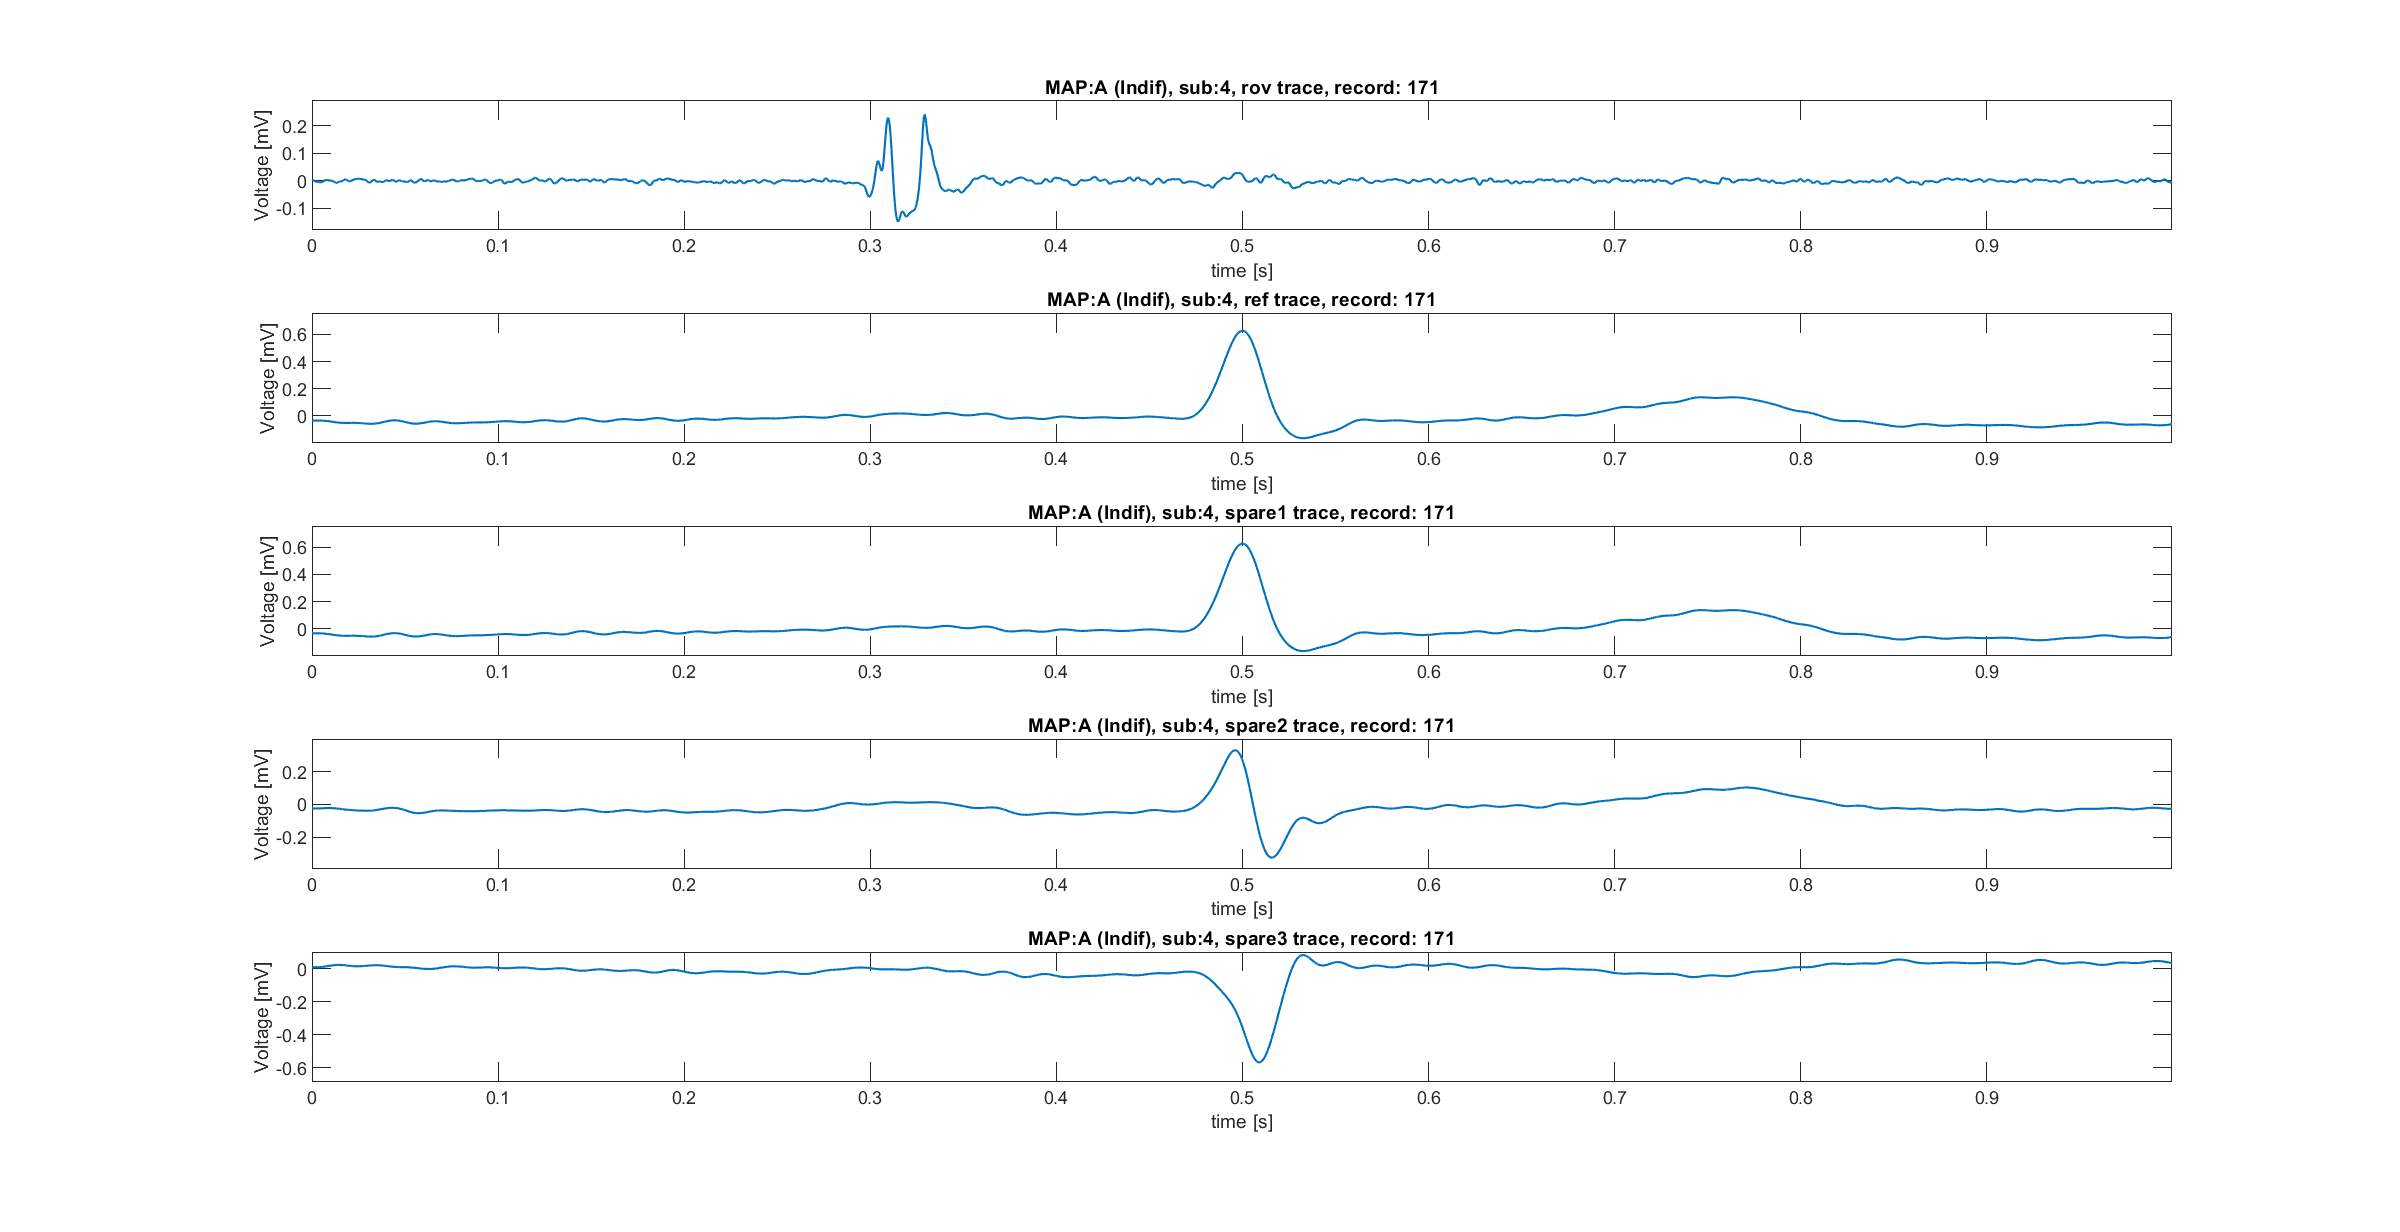 MAP:A (Indif), sub:4, rov trace, record: 171
Voltage [mV]
0.2
0.1
0
-0.1
0 0.1 0.2 0.3 0.4 0.5 0.6 0.7 0.8 0.9
time [s]
MAP:A (Indif), sub:4, ref trace, record: 171
Voltage [mV]
0.6
0.4
0.2
0
0 0.1 0.2 0.3 0.4 0.5 0.6 0.7 0.8 0.9
time [s]
MAP:A (Indif), sub:4, spare1 trace, record: 171
Voltage [mV]
0.6
0.4
0.2
0
0 0.1 0.2 0.3 0.4 0.5 0.6 0.7 0.8 0.9
time [s]
MAP:A (Indif), sub:4, spare2 trace, record: 171
Voltage [mV]
0.2
0
-0.2
0 0.1 0.2 0.3 0.4 0.5 0.6 0.7 0.8 0.9
time [s]
MAP:A (Indif), sub:4, spare3 trace, record: 171
Voltage [mV]
0
-0.2
-0.4
-0.6
0 0.1 0.2 0.3 0.4 0.5 0.6 0.7 0.8 0.9
time [s]